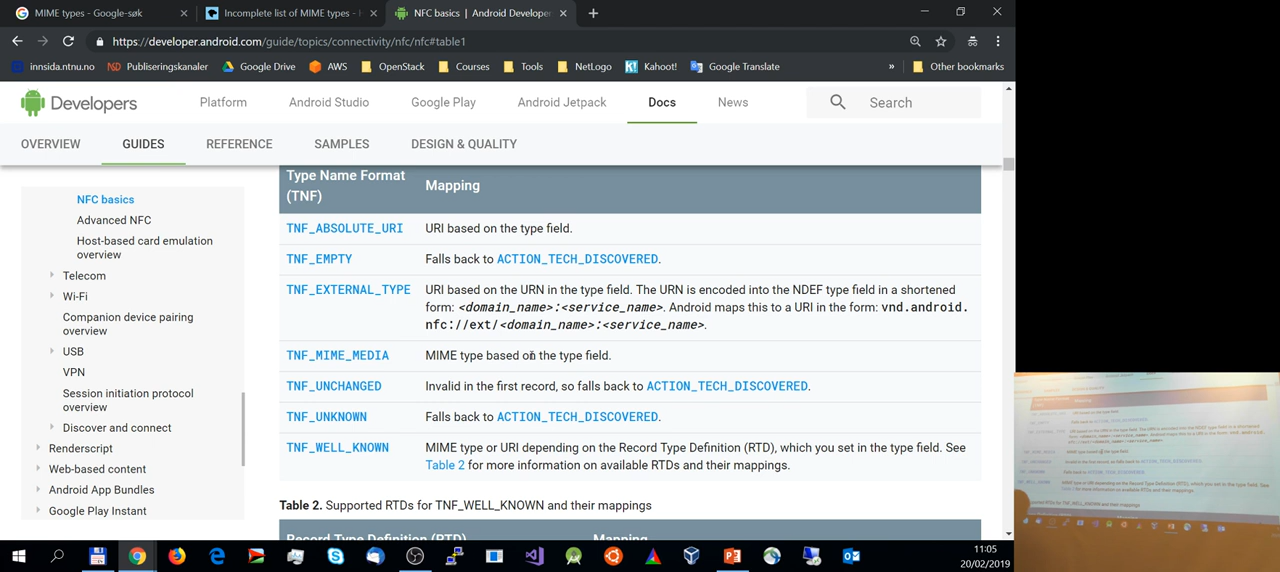 MIME types - Google-søk
Incomplete list of MIME types -
NFC basics | Android Developer
https://developer.android.com/guide/topics/connectivity/nfc/nfc#table1
innsida.ntnu.no Publiseringskanaler Google Drive AWS OpenStack Courses Tools NetLogo Kahoot! Google Translate » Other bookmarks
Developers Platform Android Studio Google Play Android Jetpack Docs News Search
OVERVIEW GUIDES REFERENCE SAMPLES DESIGN & QUALITY
NFC basics
Advanced NFC
Host-based card emulation
overview
Telecom
Wi-Fi
Companion device pairing
overview
USB
VPN
Session initiation protocol
overview
Discover and connect
Renderscript
Web-based content
Android App Bundles
Google Play Instant
Type Name Format
(TNF)
Mapping
TNF_ABSOLUTE_URI URI based on the type field.
TNF_EMPTY Falls back to ACTION_TECH_DISCOVERED.
TNF_EXTERNAL_TYPE URI based on the URN in the type field. The URN is encoded into the NDEF type field in a shortened
form: <domain_name>:<service_name>. Android maps this to a URI in the form: vnd.android.
nfc://ext/<domain_name>:<service_name>.
TNF_MIME_MEDIA MIME type based on the type field.
TNF_UNCHANGED Invalid in the first record, so falls back to ACTION_TECH_DISCOVERED.
TNF_UNKNOWN Falls back to ACTION_TECH_DISCOVERED.
TNF_WELL_KNOWN MIME type or URI depending on the Record Type Definition (RTD), which you set in the type field. See
Table 2 for more information on available RTDs and their mappings.
Table 2. Supported RTDs for TNF_WELL_KNOWN and their mappings
Record Type Definition (RTD) Mapping
11:05
20/02/2019